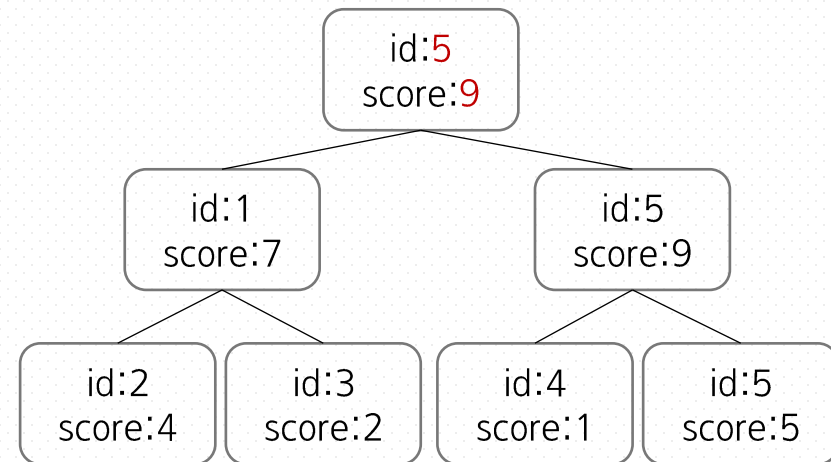 id:5
score:9
id:1
score:7
id:5
score:9
id:2
score:4
id:3
score:2
id:4
score:1
id:5
score:5